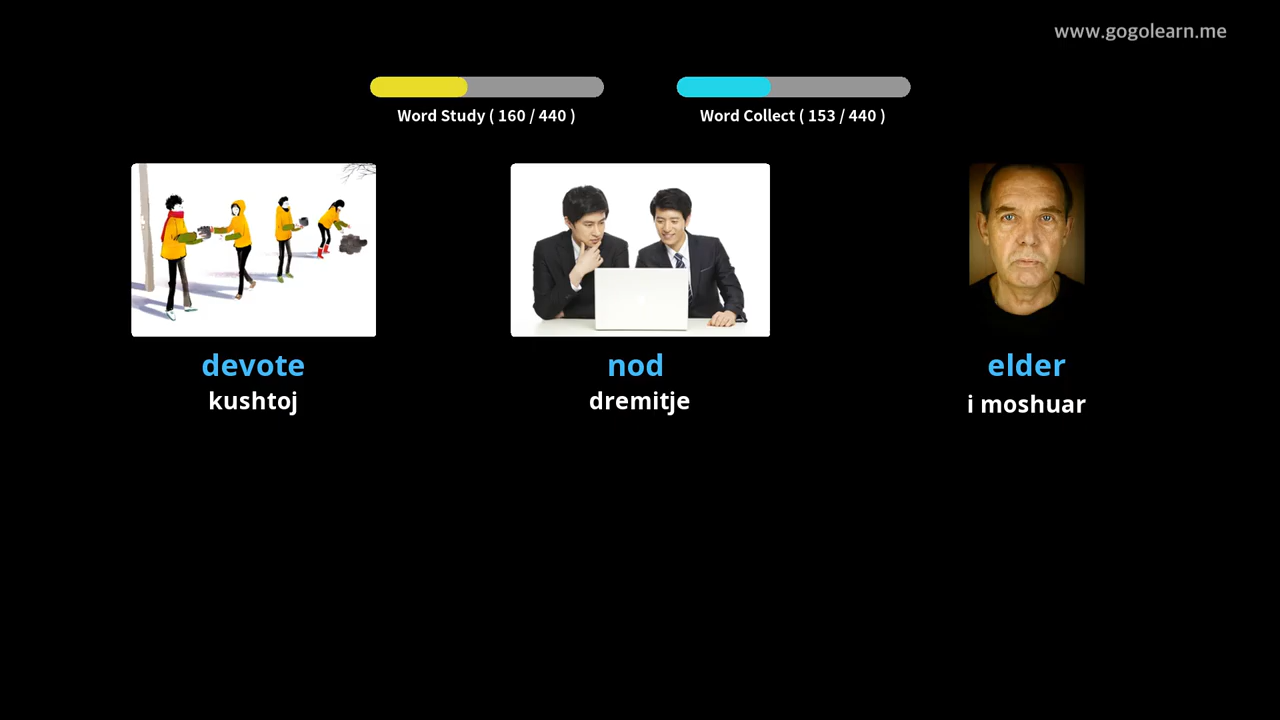 www.gogolearn.me
Word Study ( 160 / 440 )
Word Collect ( 153 / 440 )
devote
kushtoj
nod
dremitje
elder
i moshuar